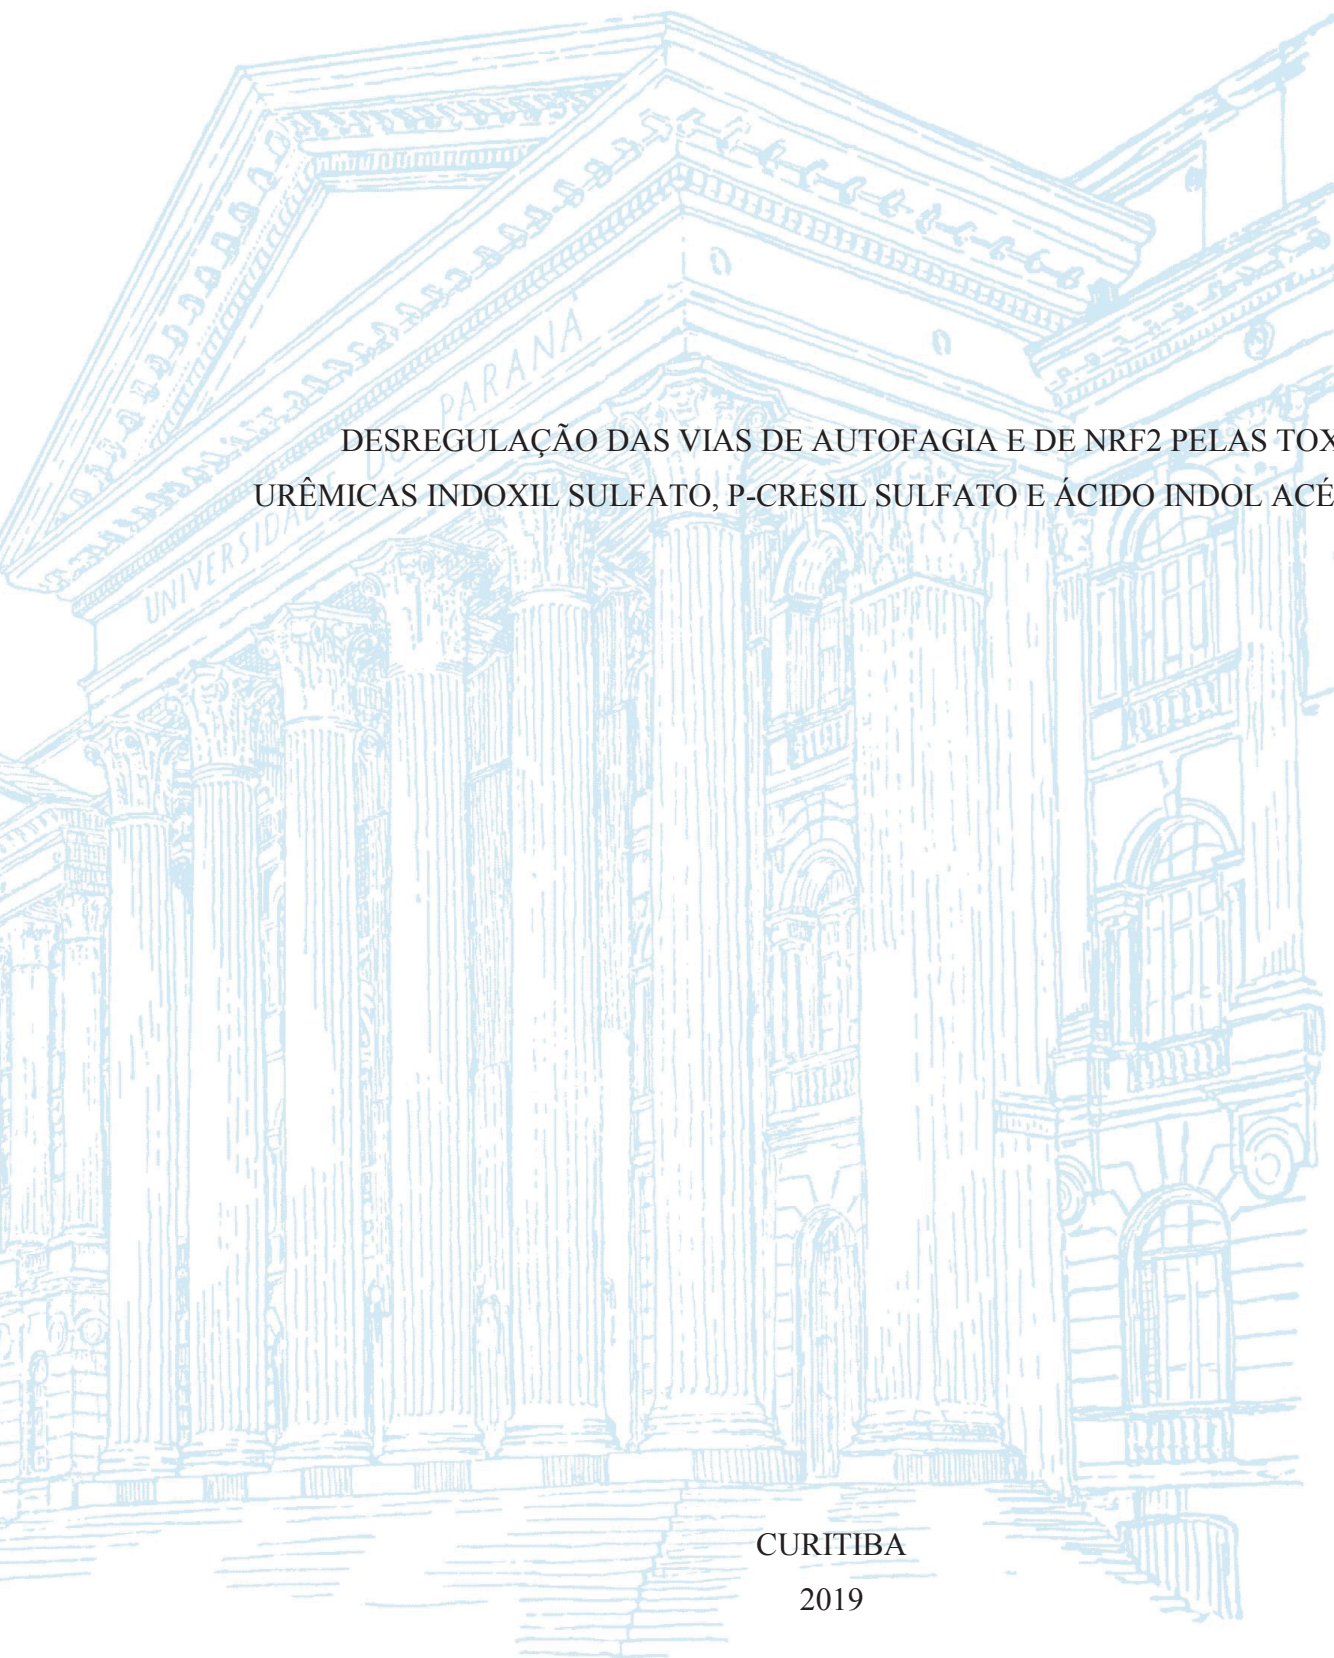 PARANÁ
DESREGULAÇÃO DAS VIAS DE AUTOFAGIA E DE NRF2 PELAS
URÊMICAS INDOXIL SULFATO, P-CRESIL SULFATO E ÁCIDO INDOL
UNIVERSIDADE
CURITIBA
2019